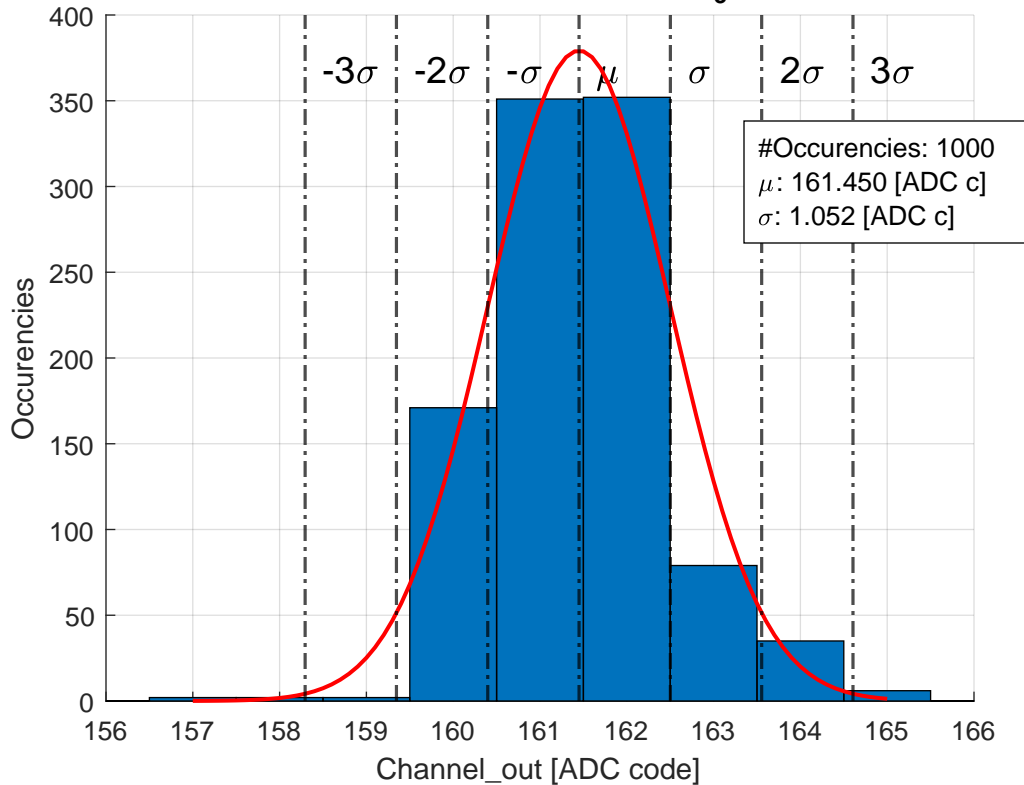 -3σ -2σ -σ μ σ 2σ 3σ
#Occurencies: 1000
μ: 161.450 [ADC c]
σ: 1.052 [ADC c]
Occurencies
400
350
300
250
200
150
100
50
0
156 157 158 159 160 161 162 163 164 165 166
Channel_out [ADC code]